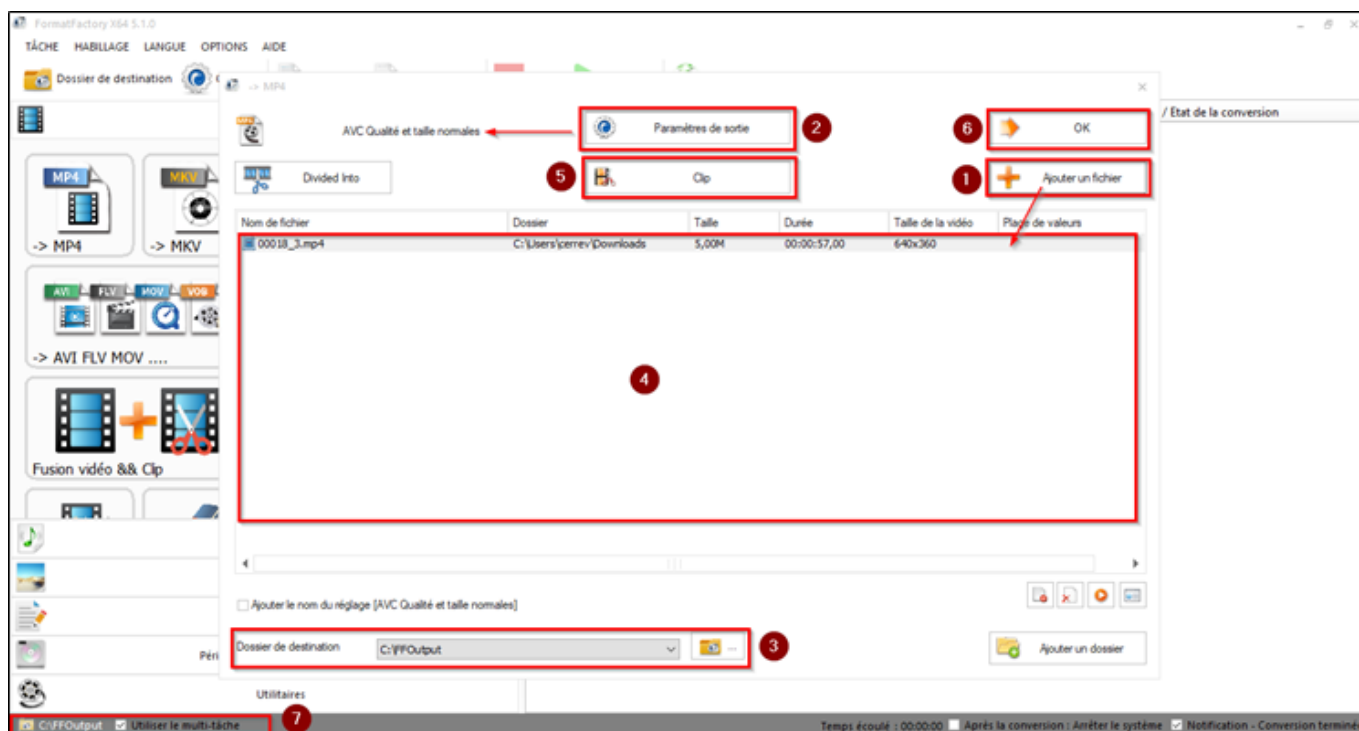 FormatFactory X64 5.1.0
TÂCHE HABILLAGE LANGUE OPTIONS AIDE
Dossier de destination
-> MP4
/ Etat de la conversion
AVC Qualité et taille normales
Paramètres de sortie
2
6
OK
Divided Into
5
Clip
1
Ajouter un fichier
MP4
MKV
-> MP4
-> MKV
Nom de fichier Dossier Taille Durée Taille de la vidéo Plage de valeurs
00018_3.mp4 C:\Users\cerrev\Downloads 5,00M 00:00:57,00 640x360
AVI FLV MOV VOB
-> AVI FLV MOV ....
4
Fusion vidéo && Clip
Ajouter le nom du réglage [AVC Qualité et taille normales]
Dossier de destination C:\FFOutput ...
3
Ajouter un dossier
Péri
Utilitaires
7
C:\FFOutput Utiliser le multi-tâche
Temps écoulé : 00:00:00 Après la conversion : Arrêter le système Notification - Conversion terminée